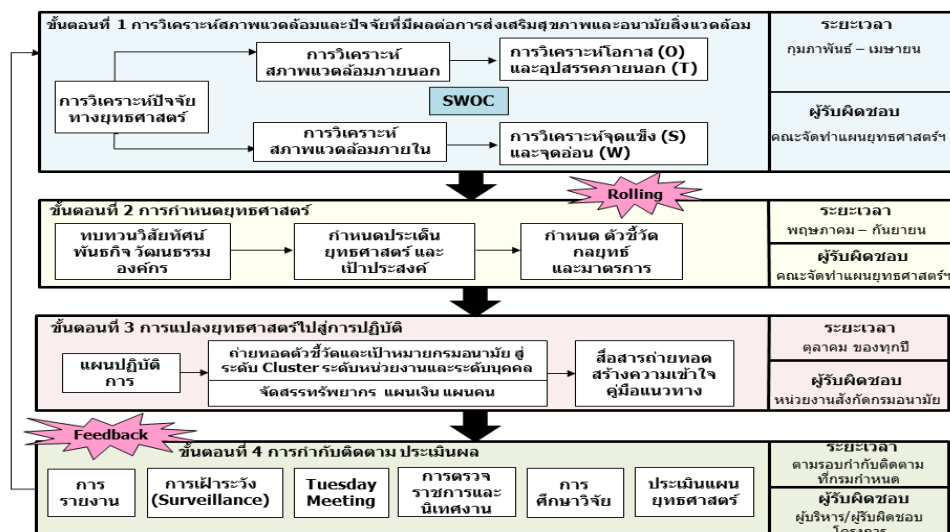 ขั้นตอนที่ 1 การวิเคราะห์สภาพแวดล้อมและปัจจัยที่มีผลต่อการส่งเสริมสุขภาพและอนามัยสิ่งแวดล้อม
การวิเคราะห์ปัจจัย
ทางยุทธศาสตร์
การวิเคราะห์
สภาพแวดล้อมภายนอก
การวิเคราะห์โอกาส (O)
และอุปสรรคภายนอก (T)
SWOC
การวิเคราะห์
สภาพแวดล้อมภายใน
การวิเคราะห์จุดแข็ง (S)
และจุดอ่อน (W)
ระยะเวลา
กุมภาพันธ์ – เมษายน
ผู้รับผิดชอบ
คณะจัดทำแผนยุทธศาสตร์ฯ
Rolling
ขั้นตอนที่ 2 การกำหนดยุทธศาสตร์
ทบทวนวิสัยทัศน์
พันธกิจ วัฒนธรรม
องค์กร
กำหนดประเด็น
ยุทธศาสตร์ และ
เป้าประสงค์
กำหนด ตัวชี้วัด
กลยุทธ์
และมาตรการ
ระยะเวลา
พฤษภาคม – กันยายน
ผู้รับผิดชอบ
คณะจัดทำแผนยุทธศาสตร์ฯ
ขั้นตอนที่ 3 การแปลงยุทธศาสตร์ไปสู่การปฏิบัติ
แผนปฏิบัติ
การ
ถ่ายทอดตัวชี้วัดและเป้าหมายกรมอนามัย สู่
ระดับ Cluster ระดับหน่วยงานและระดับบุคคล
จัดสรรทรัพยากร แผนเงิน แผนคน
สื่อสารถ่ายทอด
สร้างความเข้าใจ
คู่มือแนวทาง
ระยะเวลา
ตุลาคม ของทุกปี
ผู้รับผิดชอบ
หน่วยงานสังกัดกรมอนามัย
Feedback
ขั้นตอนที่ 4 การกำกับติดตาม ประเมินผล
การ
รายงาน
การเฝ้าระวัง
(Surveillance)
Tuesday
Meeting
การตรวจ
ราชการและ
นิเทศงาน
การ
ศึกษาวิจัย
ประเมินแผน
ยุทธศาสตร์
ระยะเวลา
ตามรอบกำกับติดตาม
ที่กรมกำหนด
ผู้รับผิดชอบ
ผู้บริหาร/ผู้รับผิดชอบ
โครงการ